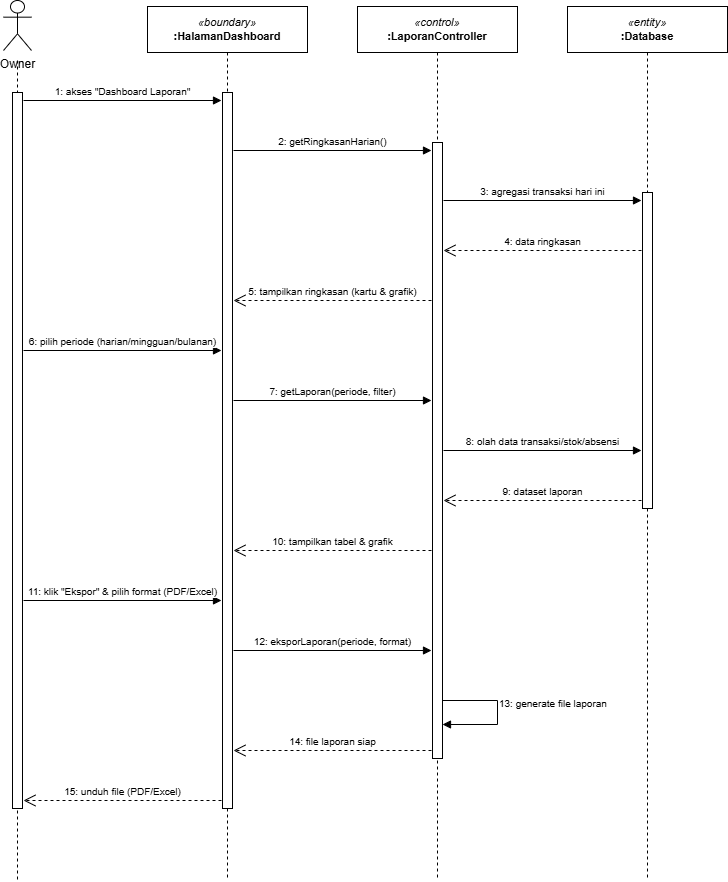 «boundary»
:HalamanDashboard
«control»
:LaporanController
«entity»
:Database
Owner
1: akses "Dashboard Laporan"
2: getRingkasanHarian()
3: agregasi transaksi hari ini
4: data ringkasan
5: tampilkan ringkasan (kartu & grafik)
6: pilih periode (harian/mingguan/bulanan)
7: getLaporan(periode, filter)
8: olah data transaksi/stok/absensi
9: dataset laporan
10: tampilkan tabel & grafik
11: klik "Ekspor" & pilih format (PDF/Excel)
12: eksporLaporan(periode, format)
13: generate file laporan
14: file laporan siap
15: unduh file (PDF/Excel)